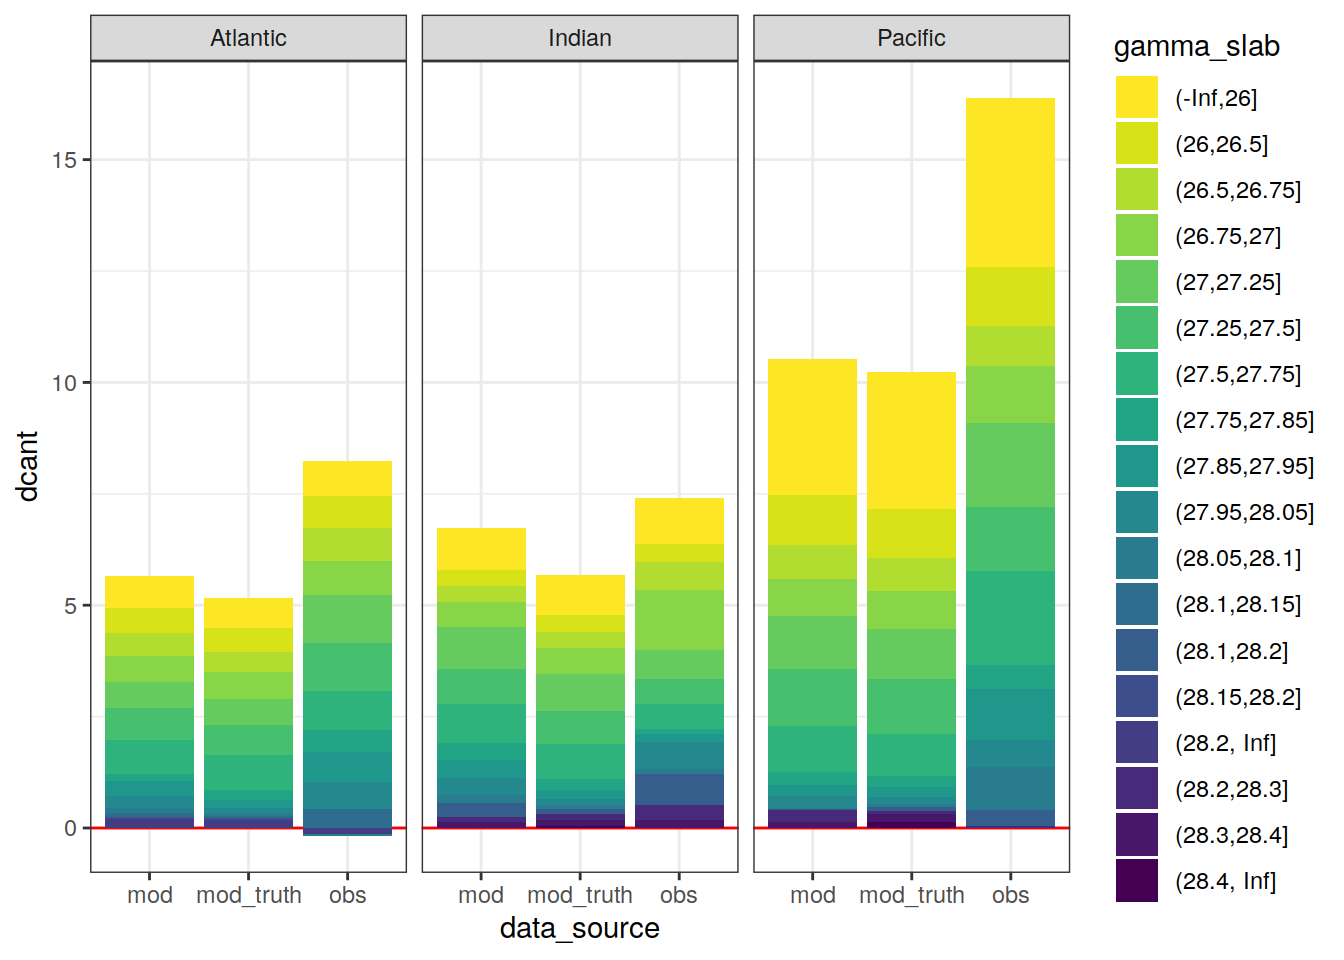 Atlantic Indian Pacific
gamma_slab
(-Inf,26]
(26,26.5]
(26.5,26.75]
(26.75,27]
(27,27.25]
(27.25,27.5]
(27.5,27.75]
(27.75,27.85]
(27.85,27.95]
(27.95,28.05]
(28.05,28.1]
(28.1,28.15]
(28.1,28.2]
(28.15,28.2]
(28.2, Inf]
(28.2,28.3]
(28.3,28.4]
(28.4, Inf]
15
10
5
0
dcant
mod mod_truth obs mod mod_truth obs mod mod_truth obs
data_source